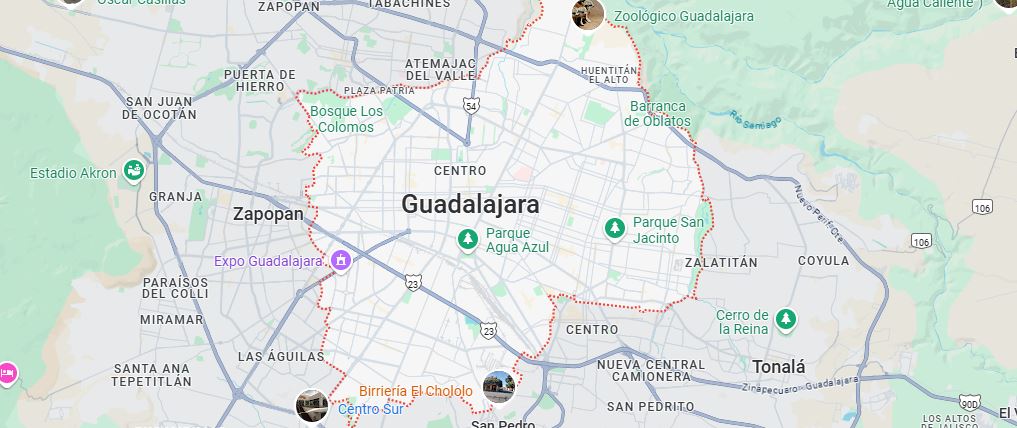 Oscar Casillas
ZAPOPAN
TABACHINES
Zoológico Guadalajara
Agua Caliente
ATEMAJAC
DEL VALLE
PUERTA DE
HIERRO
HUENTITÁN
EL ALTO
PLAZA PATRIA
SAN JUAN
DE OCOTÁN
54
Bosque Los
Colomos
Barranca
de Oblatos
Río Santiago
Estadio Akron
CENTRO
GRANJA
Guadalajara
106
Zapopan
Parque San
Jacinto
Parque
Agua Azul
Nuevo Perif. Ote.
106
Expo Guadalajara
ZALATITÁN
COYULA
PARAÍSOS
DEL COLLI
23
Cerro de
la Reina
MIRAMAR
23
CENTRO
LAS ÁGUILAS
SANTA ANA
TEPETITLÁN
NUEVA CENTRAL
CAMIONERA
Tonalá
Zinapécuaro - Guadalajara
Birriería El Chololo
Centro Sur
SAN PEDRITO
90D
San Pedro
LOS ALTOS
DE JALISCO
El V